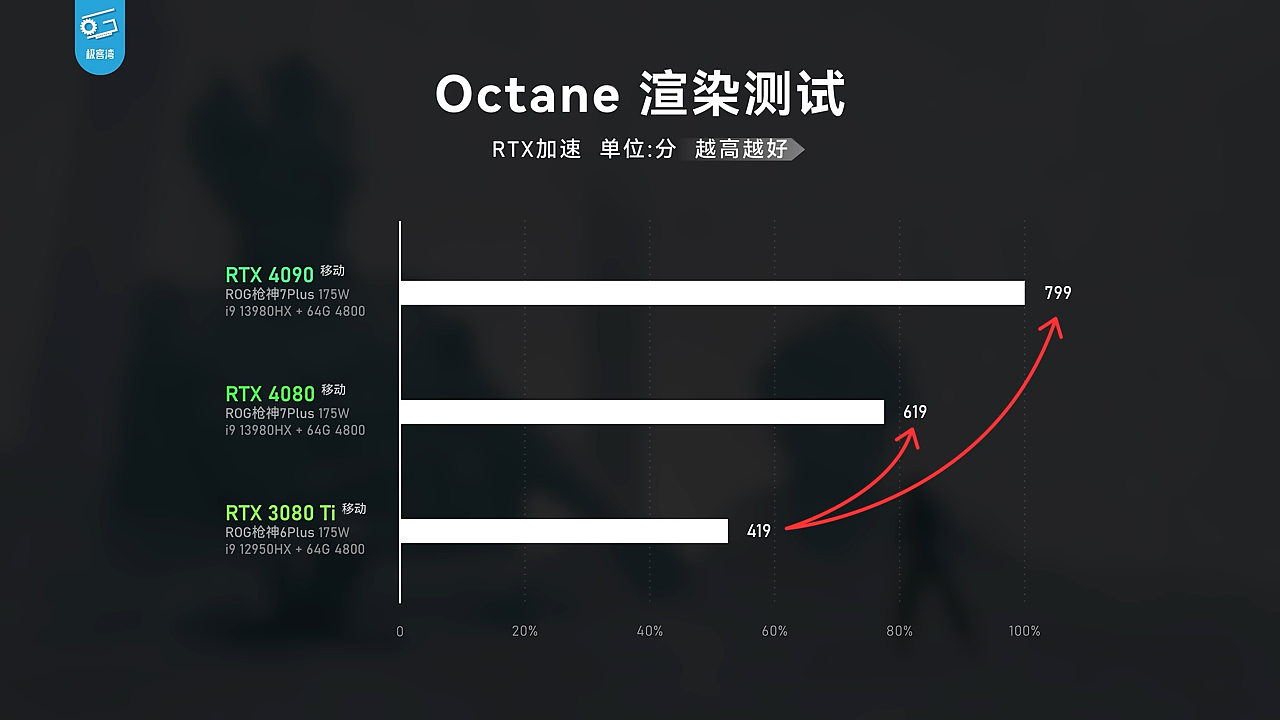 极客湾
Octane 渲染测试
RTX加速 单位:分 越高越好
RTX 4090 移动
ROG枪神7Plus 175W
i9 13980HX + 64G 4800
799
RTX 4080 移动
ROG枪神7Plus 175W
i9 13980HX + 64G 4800
619
RTX 3080 Ti 移动
ROG枪神6Plus 175W
i9 12950HX + 64G 4800
419
0 20% 40% 60% 80% 100%